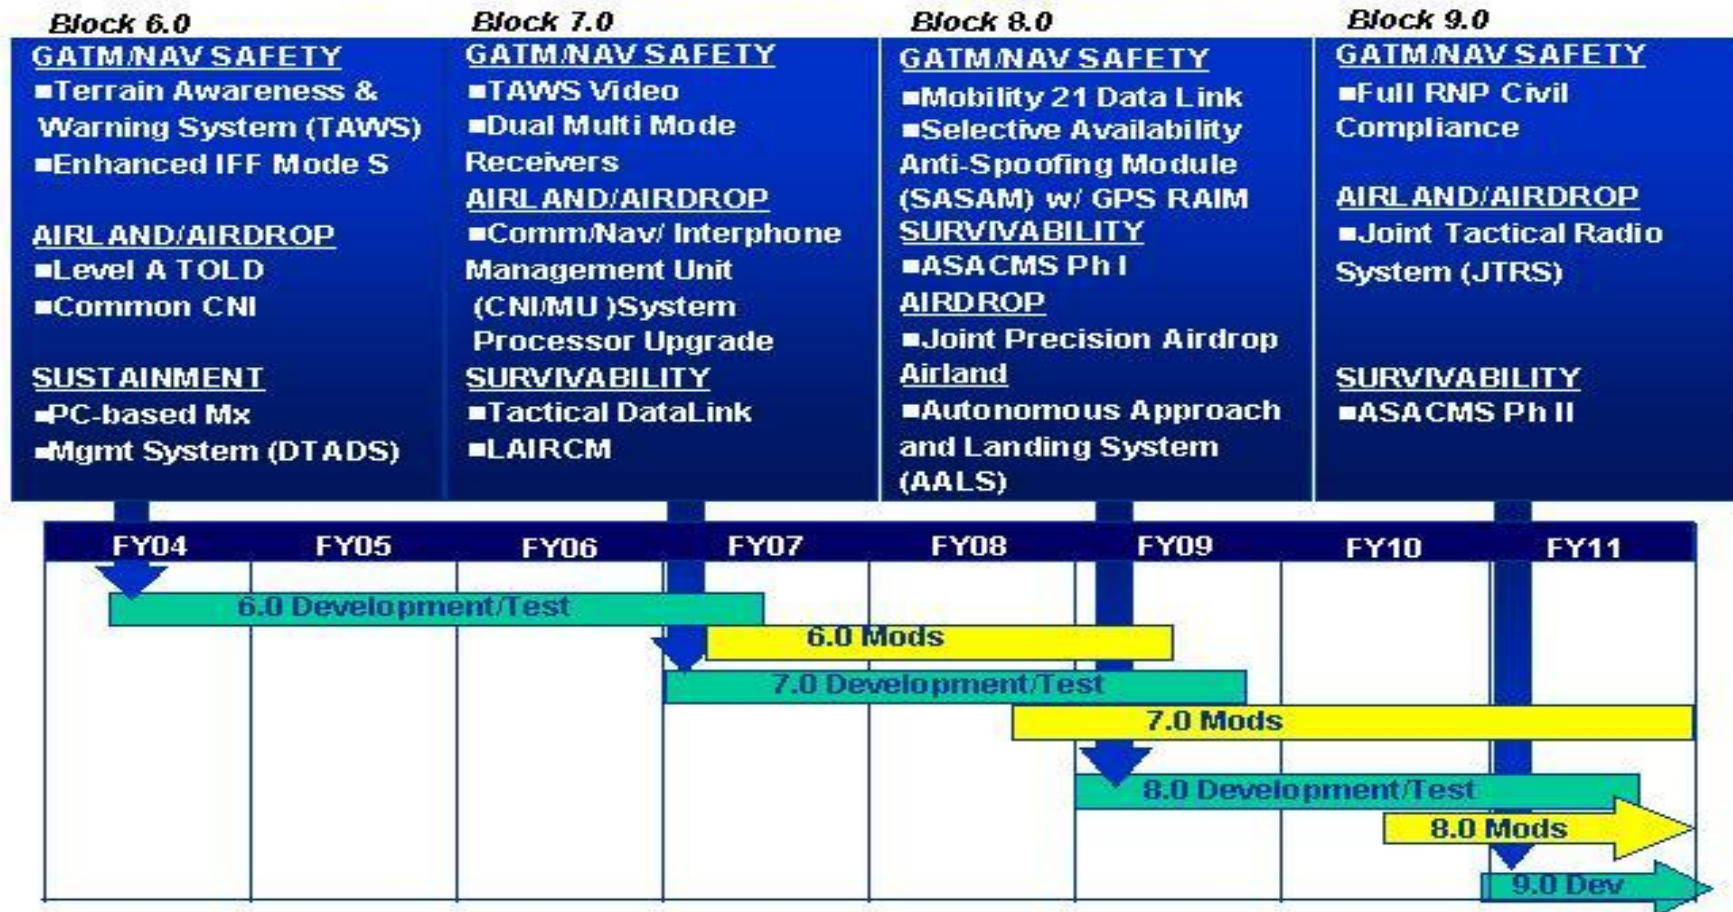 Block 6.0
GATM/NAV SAFETY
■Terrain Awareness &
Warning System (TAWS)
■Enhanced IFF Mode S
AIRLAND/AIRDROP
■Level A TOLD
■Common CNI
SUSTAINMENT
■PC-based Mx
■Mgmt System (DTADS)
Block 7.0
GATM/NAV SAFETY
■TAWS Video
■Dual Multi Mode
Receivers
AIRLAND/AIRDROP
■Comm/Nav/ Interphone
Management Unit
(CNI/MU )System
Processor Upgrade
SURVIVABILITY
■Tactical DataLink
■LAIRCM
Block 8.0
GATM/NAV SAFETY
■Mobility 21 Data Link
■Selective Availability
Anti-Spoofing Module
(SASAM) w/ GPS RAIM
SURVIVABILITY
■ASACMS Ph I
AIRDROP
■Joint Precision Airdrop
Airland
■Autonomous Approach
and Landing System
(AALS)
Block 9.0
GATM/NAV SAFETY
■Full RNP Civil
Compliance
AIRLAND/AIRDROP
■Joint Tactical Radio
System (JTRS)
SURVIVABILITY
■ASACMS Ph II
FY04 FY05 FY06 FY07 FY08 FY09 FY10 FY11
6.0 Development/Test
6.0 Mods
7.0 Development/Test
7.0 Mods
8.0 Development/Test
8.0 Mods
9.0 Dev